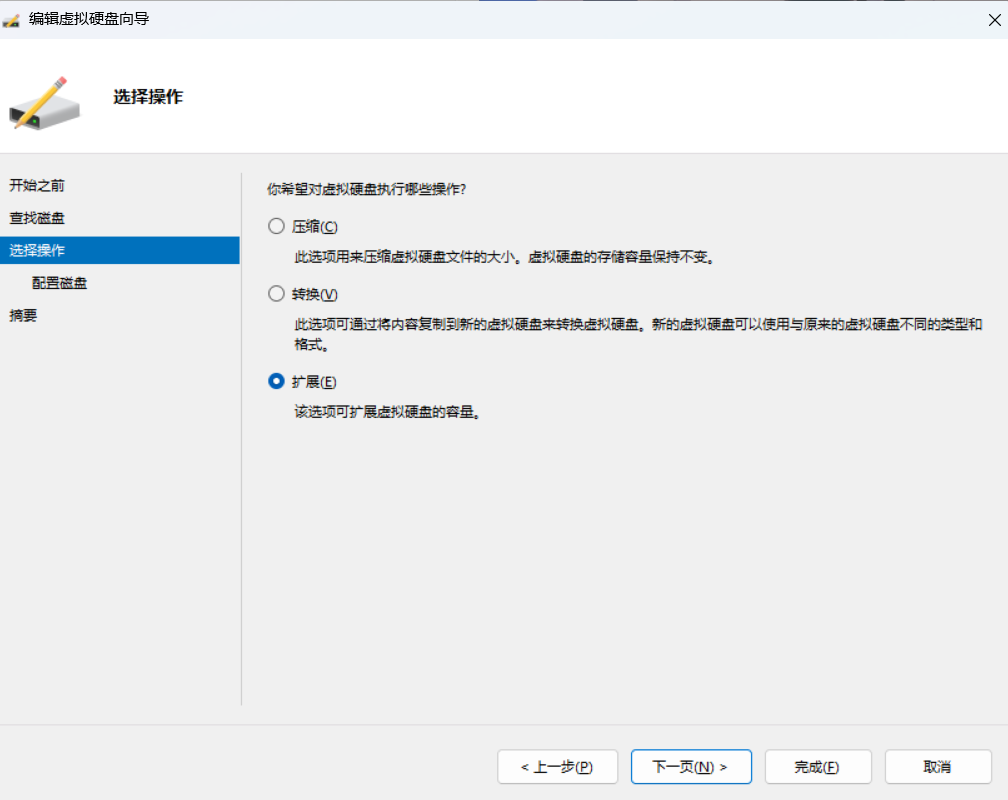 编辑虚拟硬盘向导
选择操作
开始之前
查找磁盘
选择操作
配置磁盘
摘要
你希望对虚拟硬盘执行哪些操作?
压缩(C)
此选项用来压缩虚拟硬盘文件的大小。虚拟硬盘的存储容量保持不变。
转换(V)
此选项可通过将内容复制到新的虚拟硬盘来转换虚拟硬盘。新的虚拟硬盘可以使用与原来的虚拟硬盘不同的类型和
格式。
扩展(E)
该选项可扩展虚拟硬盘的容量。
< 上一步(P)
下一页(N) >
完成(F)
取消